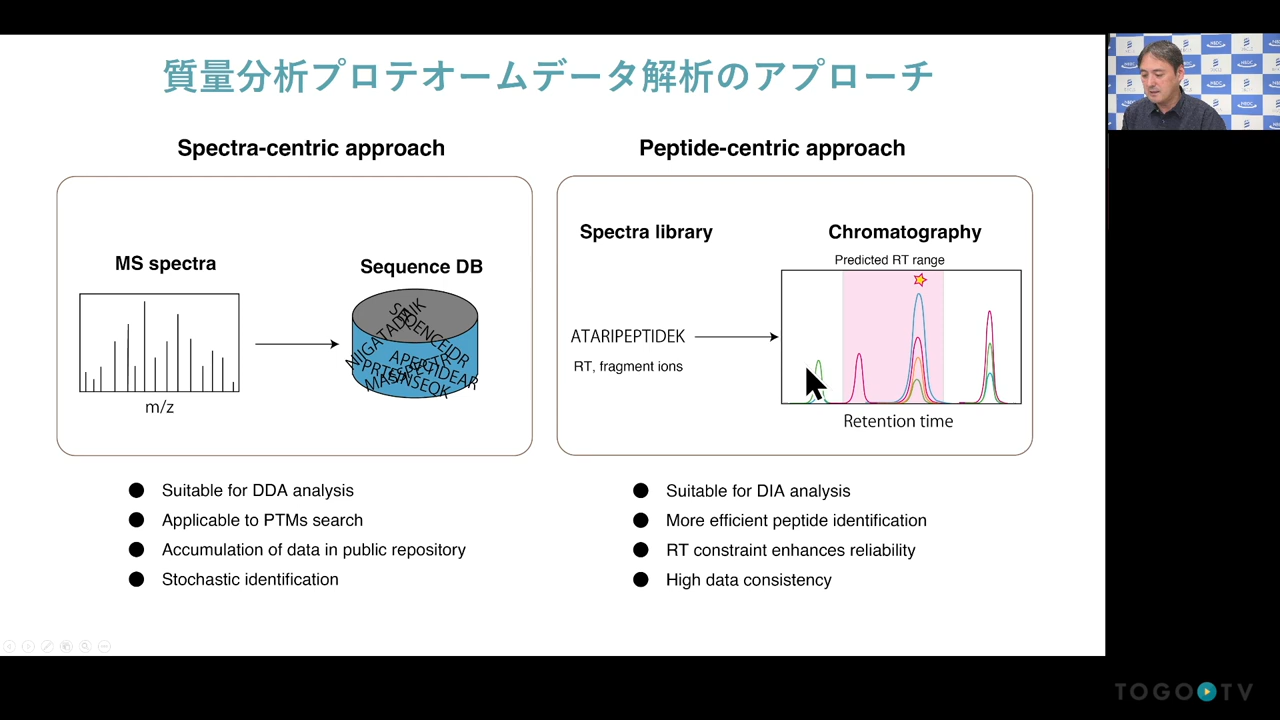 質量分析プロテオームデータ解析のアプローチ
Spectra-centric approach
MS spectra
m/z
Sequence DB
Suitable for DDA analysis
Applicable to PTMs search
Accumulation of data in public repository
Stochastic identification
Peptide-centric approach
Spectra library
ATARIPEPTIDEK
RT, fragment ions
Chromatography
Predicted RT range
Retention time
Suitable for DIA analysis
More efficient peptide identification
RT constraint enhances reliability
High data consistency
NBDC
TOGO TV